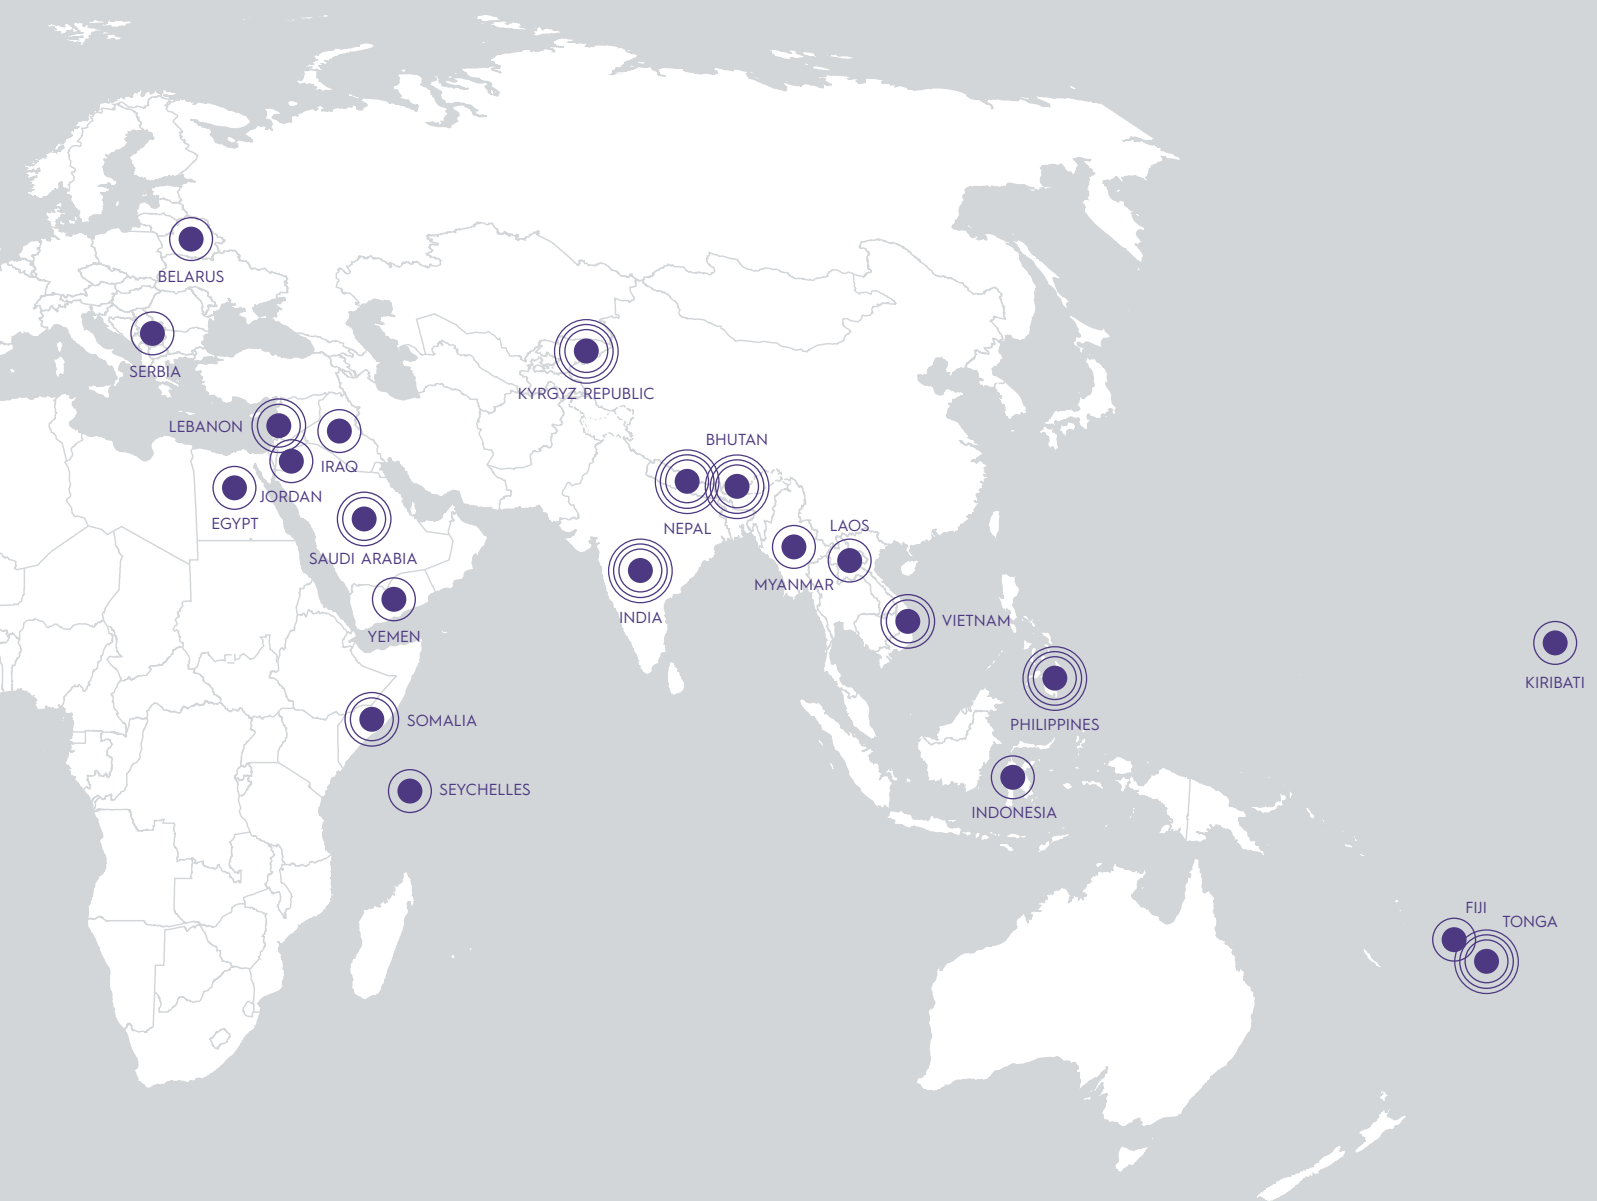 BELARUS
SERBIA
KYRGYZ REPUBLIC
LEBANON
IRAQ
JORDAN
EGYPT
SAUDI ARABIA
YEMEN
BHUTAN
NEPAL
INDIA
LAOS
MYANMAR
VIETNAM
PHILIPPINES
INDONESIA
KIRIBATI
SOMALIA
SEYCHELLES
FIJI
TONGA